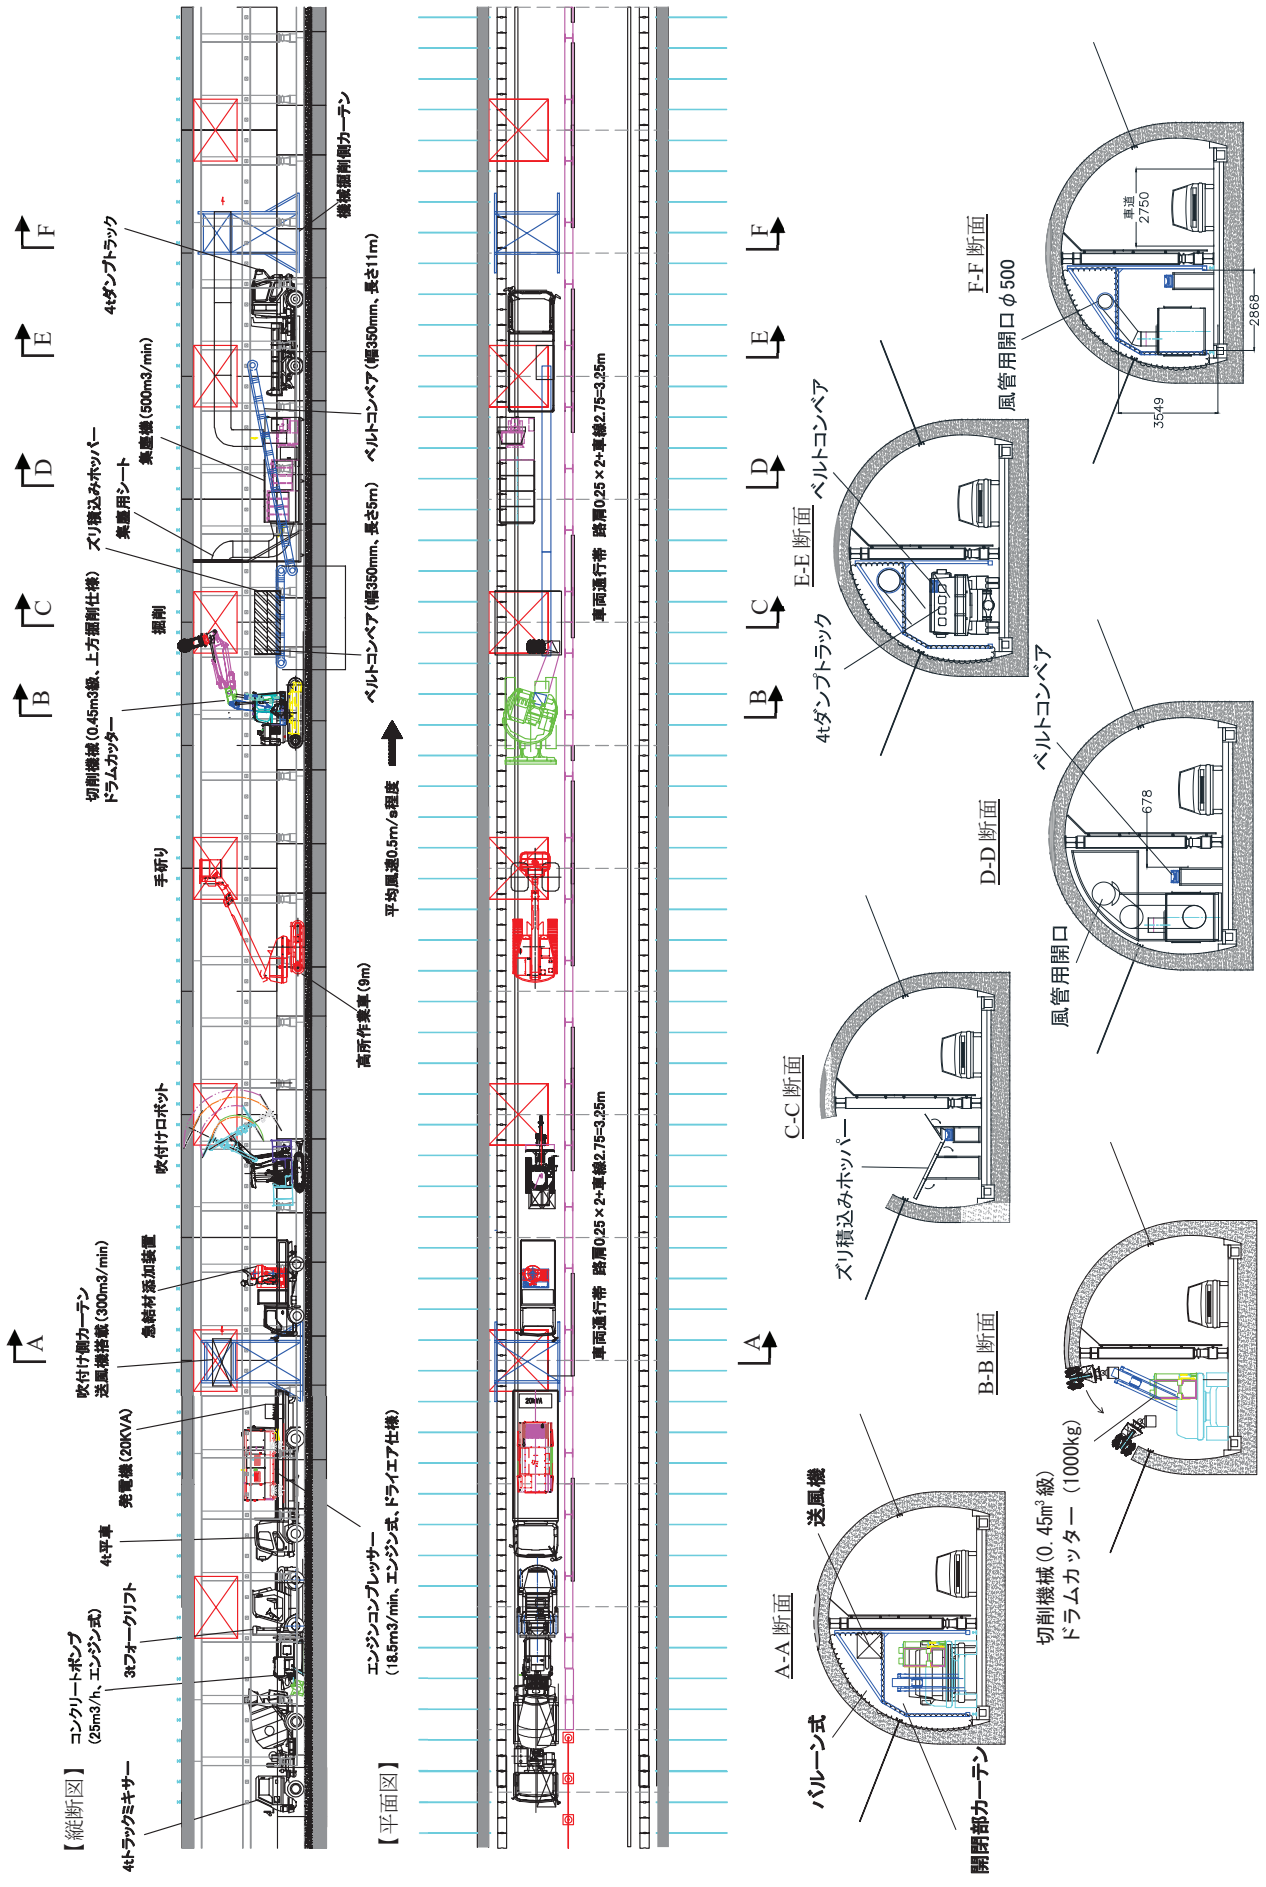 【縦断図】
4tトラックミキサー
コンクリートポンプ
(25m3/h、エンジン式)
3tフォークリフト
4t平車
発電機(20KVA)
吹付け側カーテン
送風機搭載(300m3/min)
急結材添加装置
吹付けロボット
手斫り
切削機械(0.45m3級、上方掘削仕様)
ドラムカッター
掘削
ズリ積込みホッパー
集塵用シート
集塵機(500m3/min)
4tダンプトラック
A
B
C
D
E
F
エンジンコンプレッサー
(18.5m3/min、エンジン式、ドライエア仕様)
高所作業車(9m)
平均風速0.5m/s程度
ベルトコンベア(幅350mm、長さ5m)
ベルトコンベア(幅350mm、長さ11m)
機械掘削側カーテン
【平面図】
20KVA
車両通行帯 路肩0.25×2+車線2.75=3.25m
車両通行帯 路肩0.25×2+車線2.75=3.25m
A
B
C
D
E
F
A-A 断面
バルーン式
送風機
開閉部カーテン
B-B 断面
切削機械(0.45m³級)
ドラムカッター (1000kg)
C-C 断面
ズリ積込みホッパー
D-D 断面
風管用開口
ベルトコンベア
678
E-E 断面
4tダンプトラック
ベルトコンベア
F-F 断面
風管用開口φ500
車道
2750
3549
2868